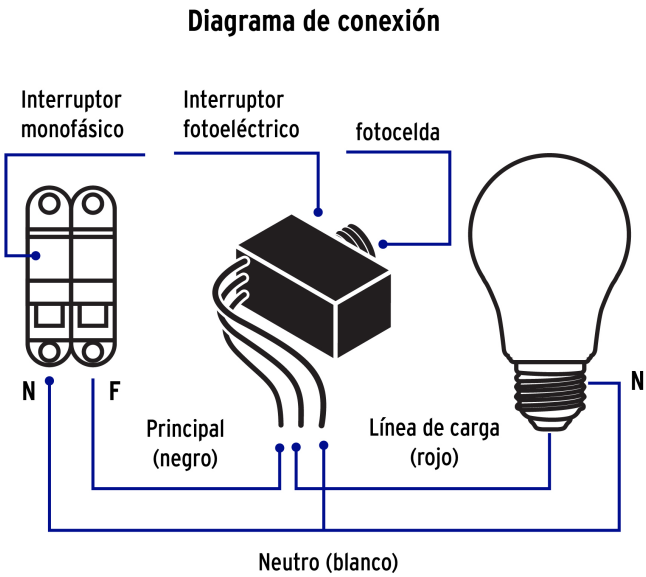 Diagrama de conexión
Interruptor
monofásico
Interruptor
fotoeléctrico
fotocelda
N
F
N
Principal
(negro)
Línea de carga
(rojo)
Neutro (blanco)